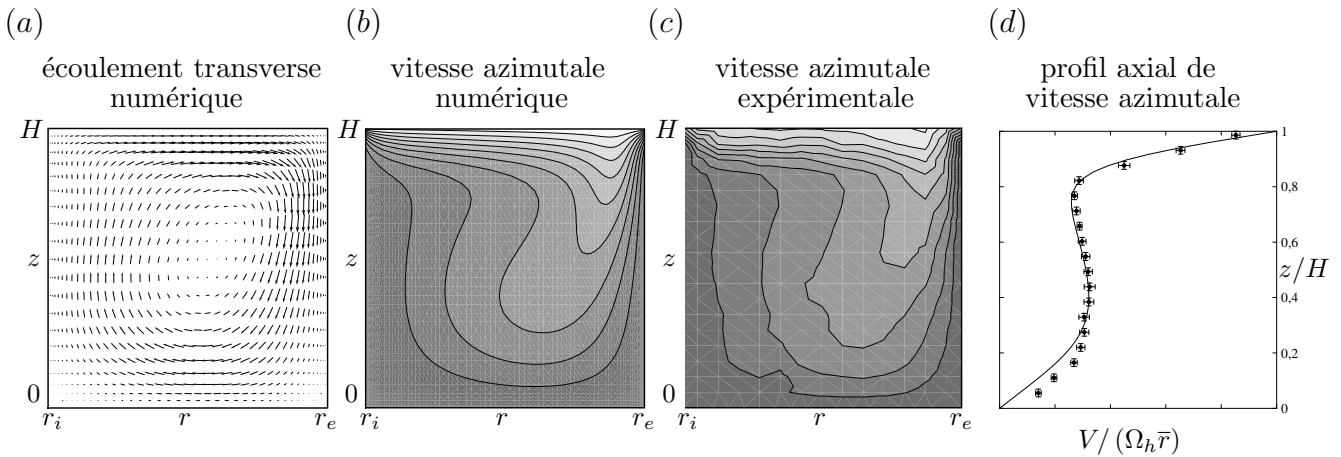 (a)
écoulement transverse
numérique
H
z
0
r_i
r
r_e
(b)
vitesse azimutale
numérique
H
z
0
r_i
r
r_e
(c)
vitesse azimutale
expérimentale
H
z
0
r_i
r
r_e
(d)
profil axial de
vitesse azimutale
1
0,8
0,6
z/H
0,4
0,2
0
V/(Ω_h r̅)